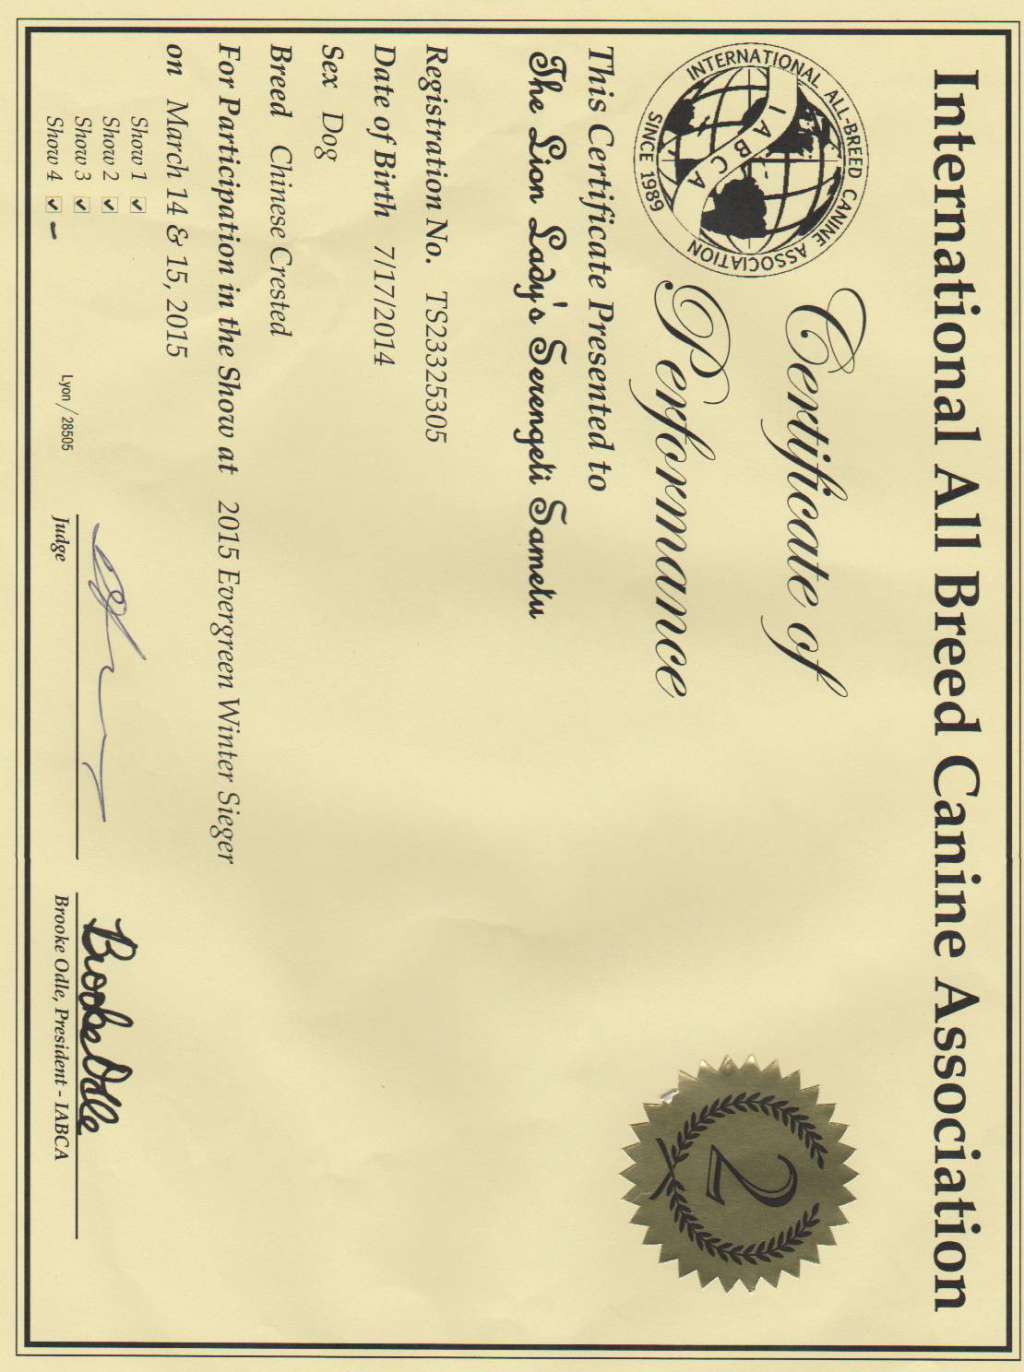 International All Breed Canine Association
INTERNATIONAL ALL-BREED CANINE ASSOCIATION
IABCA
SINCE 1989
Certificate of
Performance
2
This Certificate Presented to
The Lion Lady's Serengeti Sametu
Registration No. TS23325305
Date of Birth 7/17/2014
Sex Dog
Breed Chinese Crested
For Participation in the Show at 2015 Evergreen Winter Sieger
on March 14 & 15, 2015
Show 1 ✓
Show 2 ✓
Show 3 ✓
Show 4 ✓ -
Lyon / 28505
Judge
Brooke Odle
Brooke Odle, President - IABCA